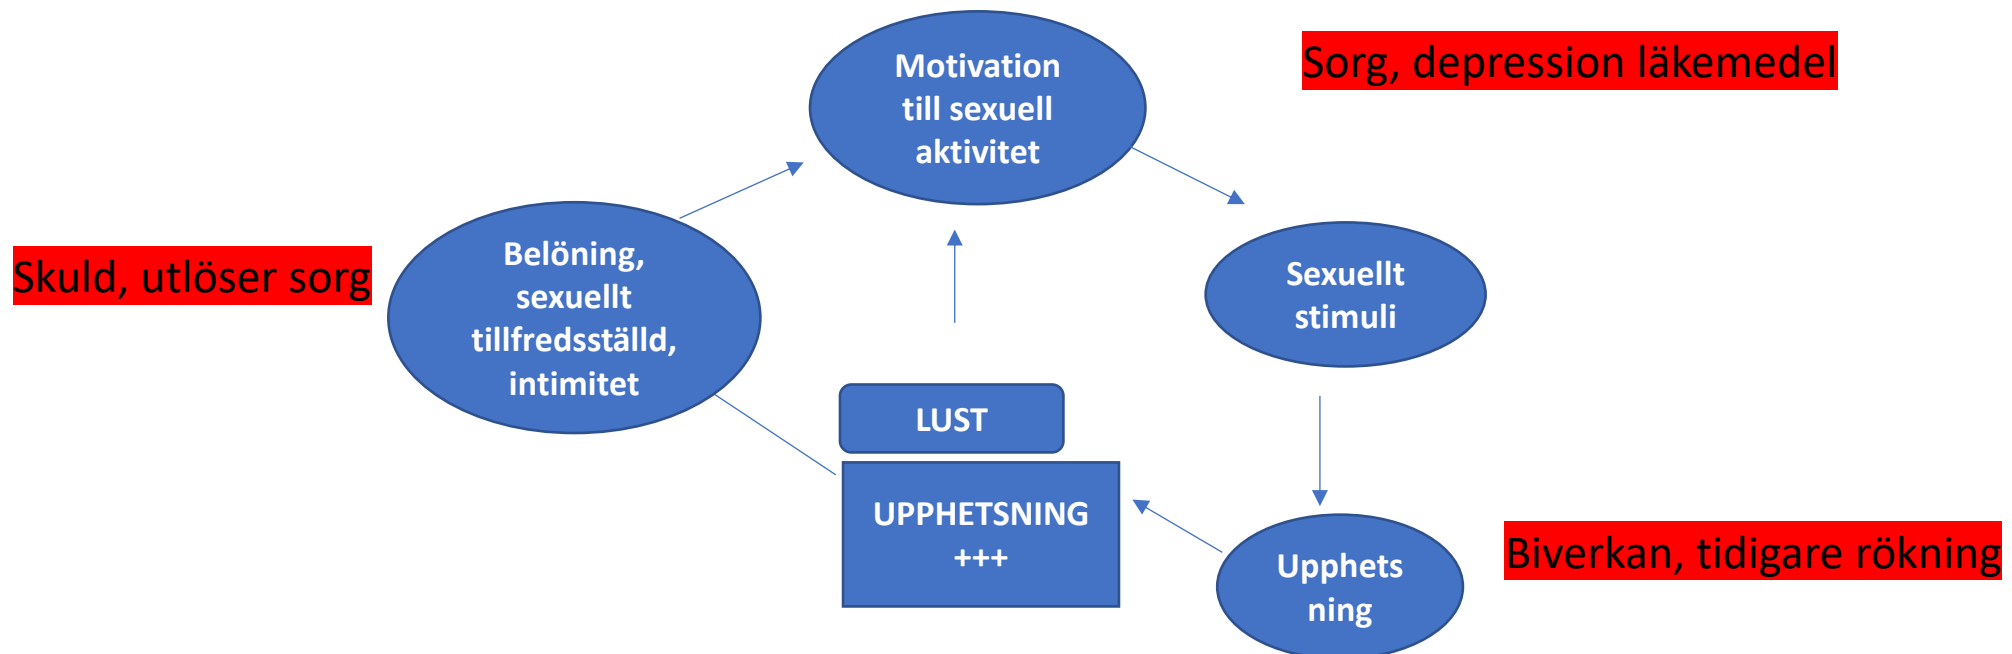 Motivation
till sexuell
aktivitet
Sorg, depression läkemedel
Skuld, utlöser sorg
Belöning,
sexuellt
tillfredsställd,
intimitet
Sexuellt
stimuli
LUST
UPPHETSNING
+++
Upphets
ning
Biverkan, tidigare rökning